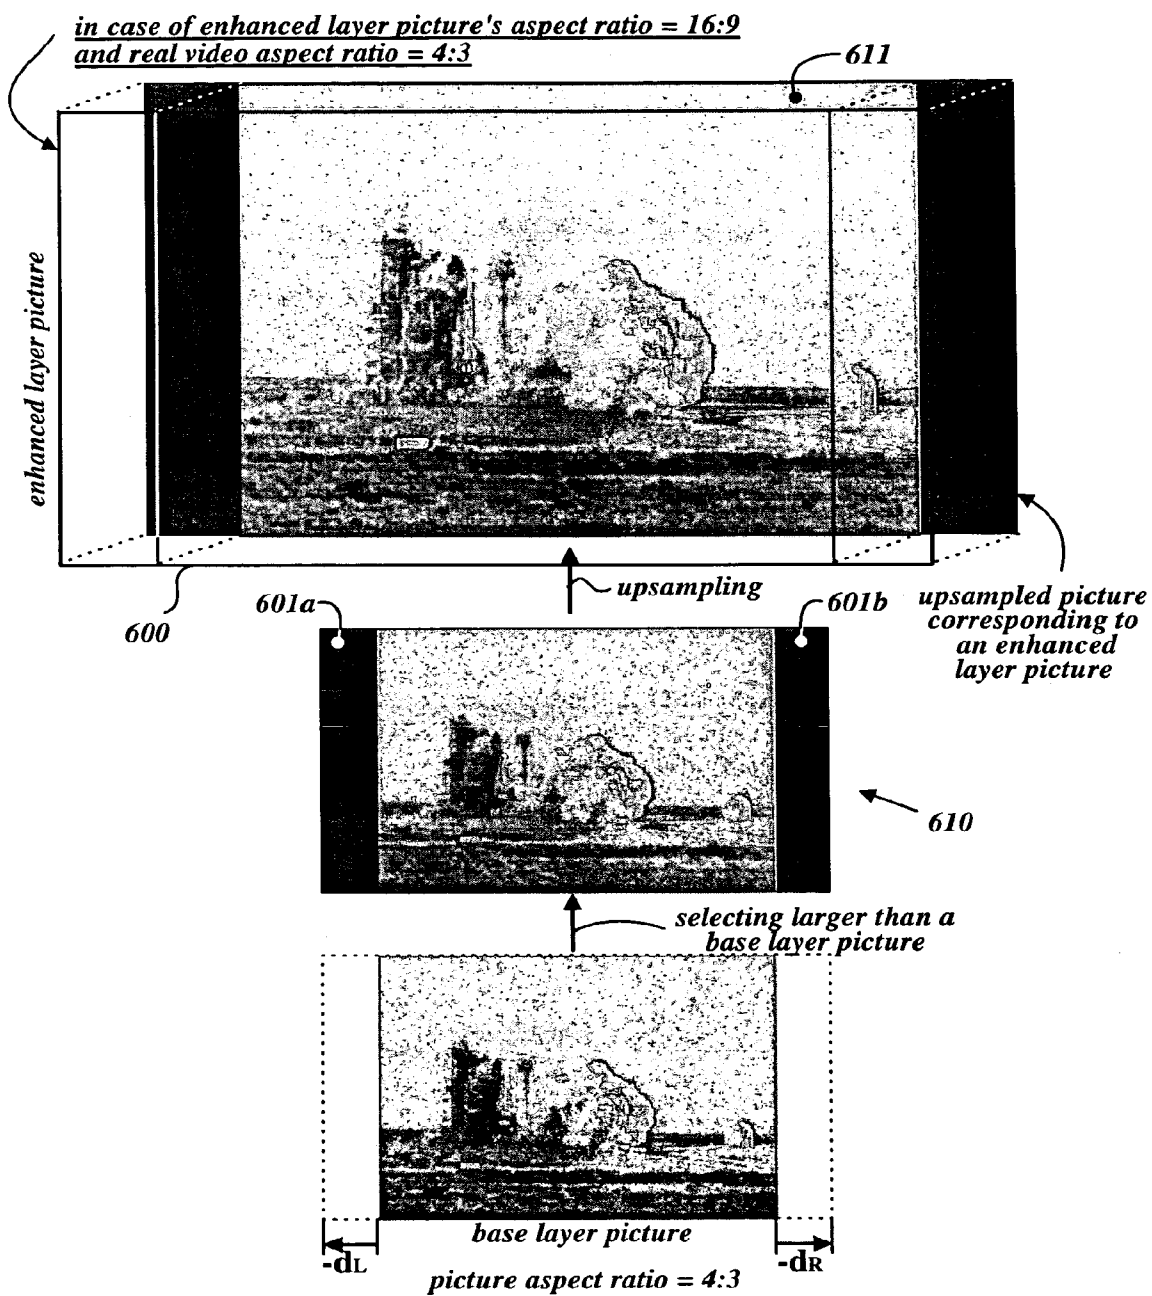 in case of enhanced layer picture's aspect ratio = 16:9
and real video aspect ratio = 4:3
611
enhanced layer picture
upsampling
600
601a
601b
upsampled picture
corresponding to
an enhanced
layer picture
610
selecting larger than a
base layer picture
base layer picture
-dL
-dR
picture aspect ratio = 4:3